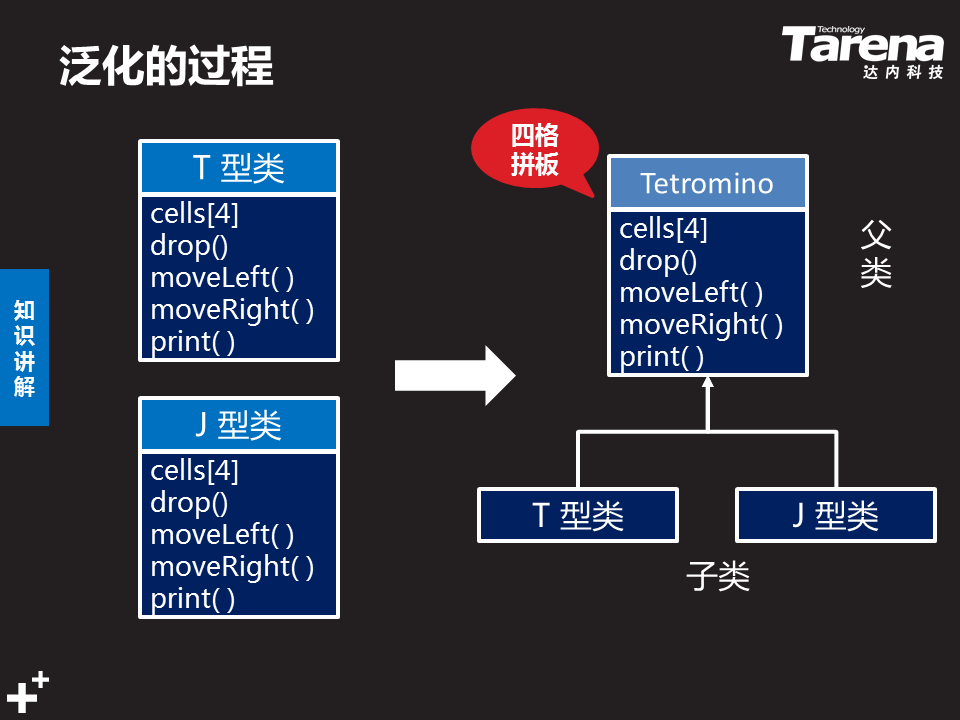 泛化的过程
Technology
Tarena
达内科技
知
识
讲
解
T 型类
cells[4]
drop()
moveLeft( )
moveRight( )
print( )
J 型类
cells[4]
drop()
moveLeft( )
moveRight( )
print( )
四格
拼板
Tetromino
cells[4]
drop()
moveLeft( )
moveRight( )
print( )
父
类
T 型类
J 型类
子类